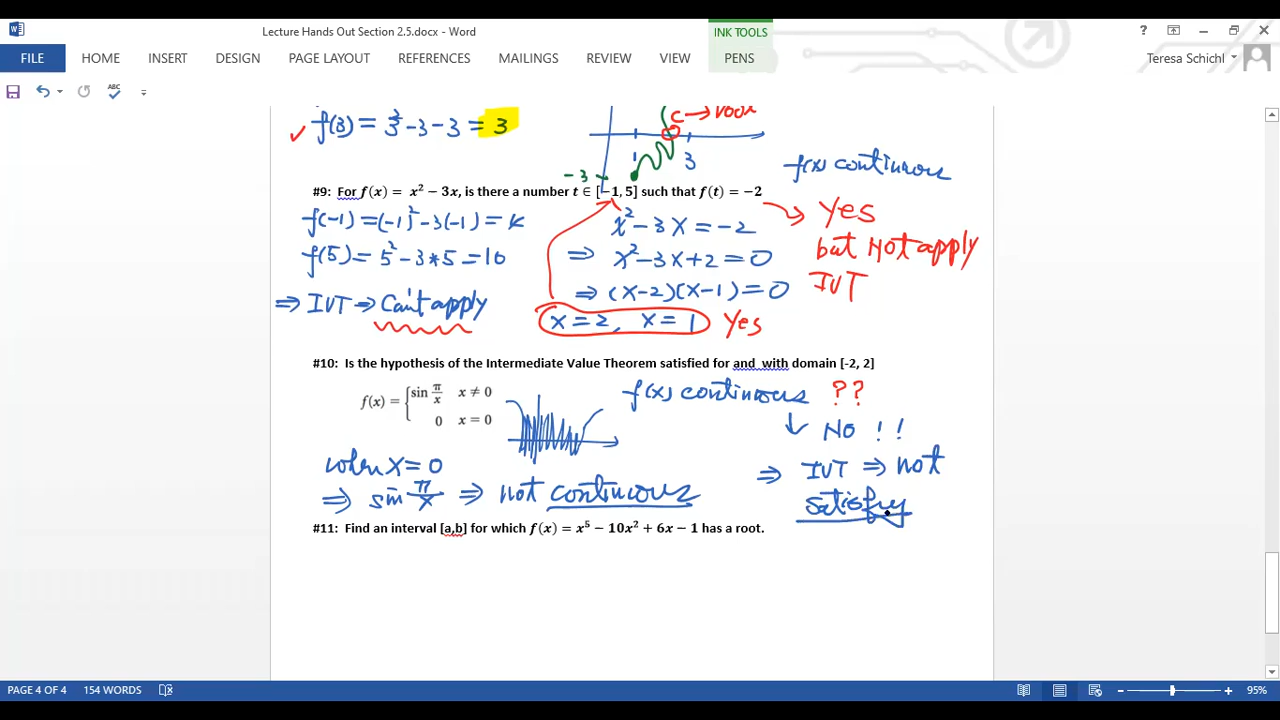 Lecture Hands Out Section 2.5.docx - Word
INK TOOLS
FILE HOME INSERT DESIGN PAGE LAYOUT REFERENCES MAILINGS REVIEW VIEW PENS
Teresa Schichl
f(3) = 3³ - 3 - 3 = 3
C → root
1 3
-3
f(x) continuous
#9: For f(x) = x² − 3x, is there a number t ∈ [−1, 5] such that f(t) = −2
f(-1) = (-1)² - 3(-1) = 4
x² - 3x = -2
Yes
f(5) = 5² - 3*5 = 10
⇒ x² - 3x + 2 = 0
but Not apply
IVT
⇒ (x-2)(x-1) = 0
⇒ IVT ⇒ Can't apply
x = 2, x = 1 Yes
#10: Is the hypothesis of the Intermediate Value Theorem satisfied for and with domain [-2, 2]
f(x) = { sin π/x x ≠ 0
0 x = 0
f(x) continuous ??
↓ NO !!
when x = 0
⇒ IVT ⇒ not
⇒ sin π/x ⇒ not continuous
satisfy
#11: Find an interval [a,b] for which f(x) = x⁵ − 10x² + 6x − 1 has a root.
PAGE 4 OF 4 154 WORDS
95%